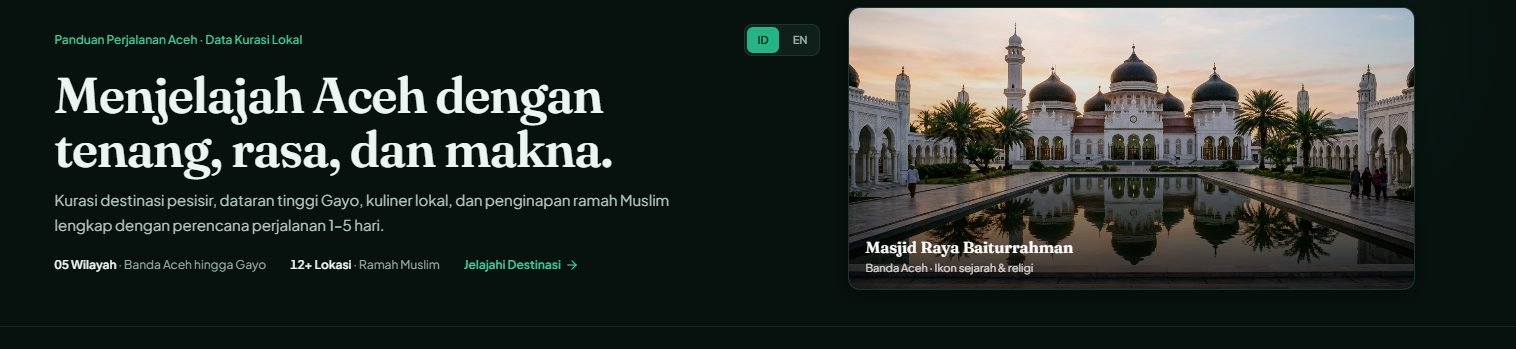 Panduan Perjalanan Aceh · Data Kurasi Lokal
ID EN
Menjelajah Aceh dengan
tenang, rasa, dan makna.
Kurasi destinasi pesisir, dataran tinggi Gayo, kuliner lokal, dan penginapan ramah Muslim
lengkap dengan perencana perjalanan 1–5 hari.
05 Wilayah · Banda Aceh hingga Gayo 12+ Lokasi · Ramah Muslim Jelajahi Destinasi →
Masjid Raya Baiturrahman
Banda Aceh · Ikon sejarah & religi